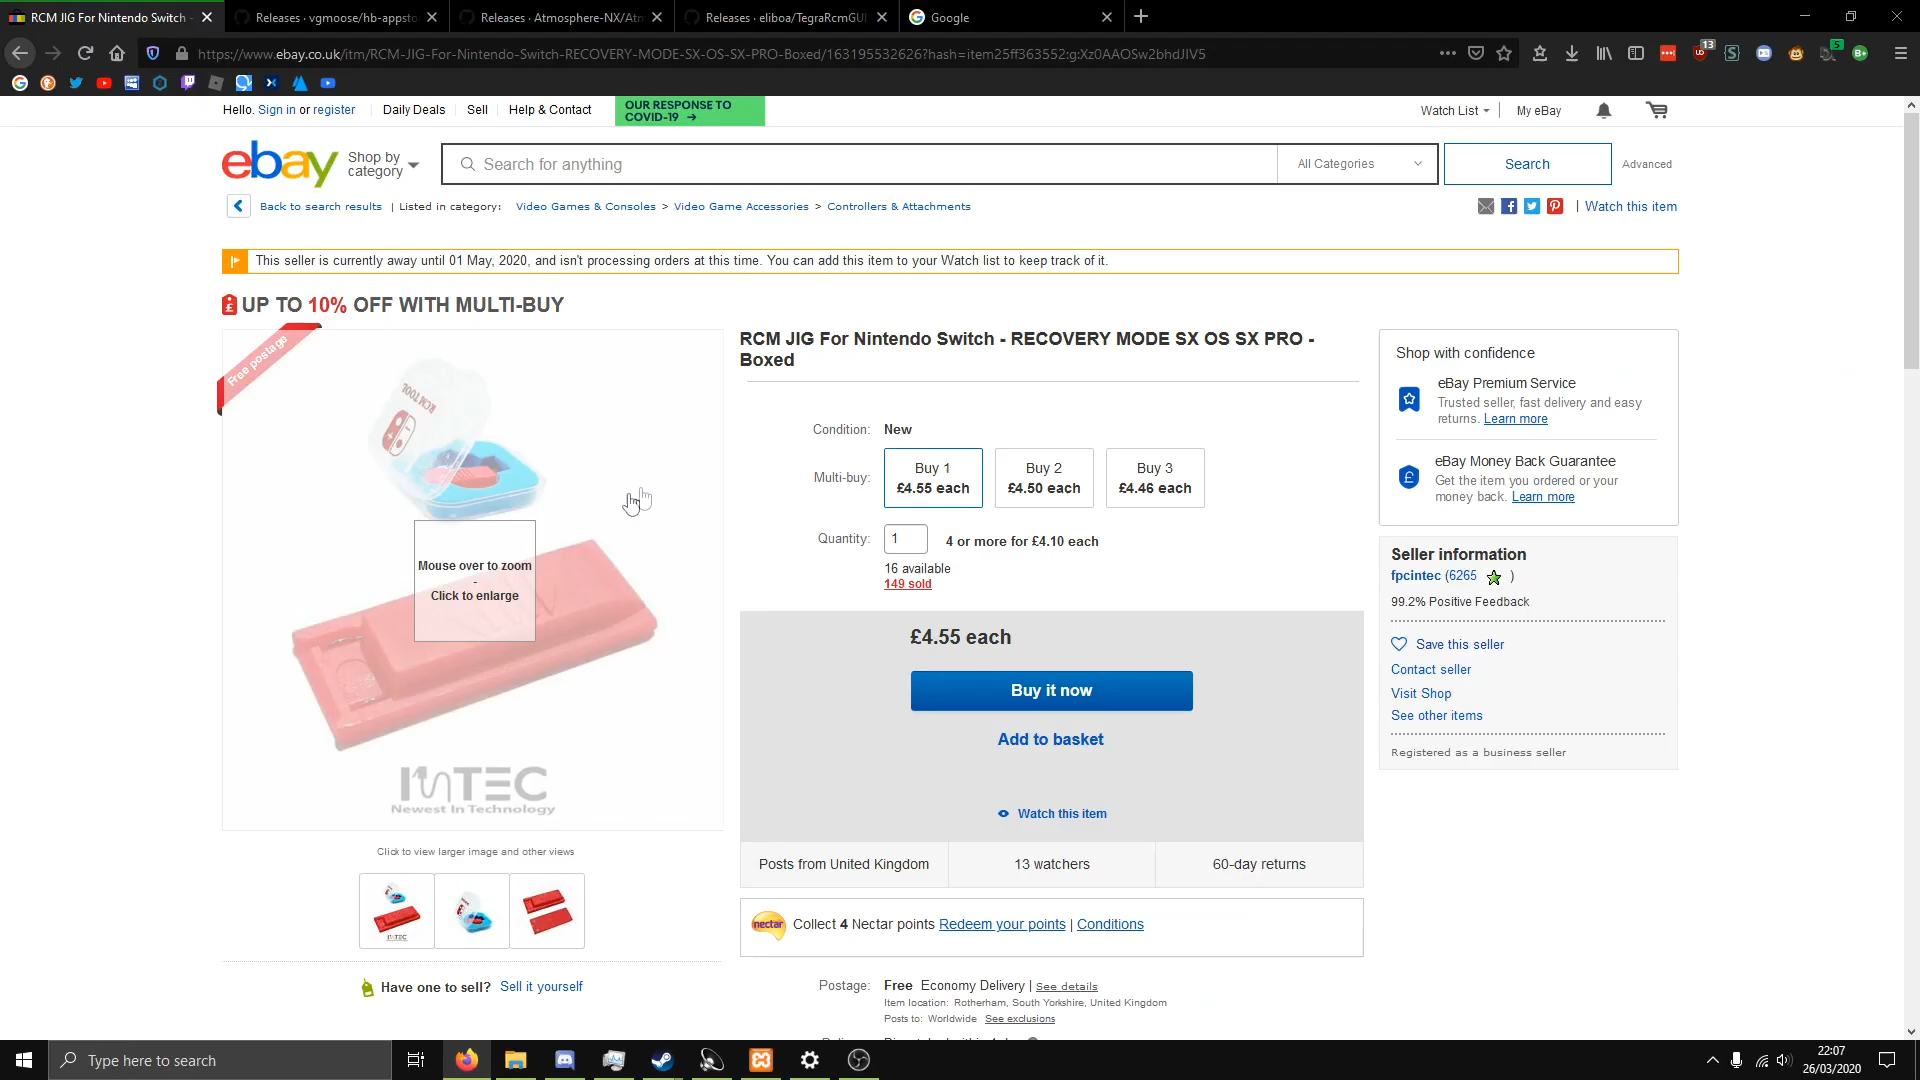 RCM JIG For Nintendo Switch -
Releases · vgmoose/hb-appsto
Releases · Atmosphere-NX/Atm
Releases · eliboa/TegraRcmGUI
Google
https://www.ebay.co.uk/itm/RCM-JIG-For-Nintendo-Switch-RECOVERY-MODE-SX-OS-SX-PRO-Boxed/163195532626?hash=item25ff363552:g:Xz0AAOSw2bhdJIV5
13
5
Hello. Sign in or register
Daily Deals
Sell
Help & Contact
OUR RESPONSE TO
COVID-19 →
Watch List
My eBay
ebay
Shop by
category
Search for anything
All Categories
Search
Advanced
Back to search results | Listed in category: Video Games & Consoles > Video Game Accessories > Controllers & Attachments
| Watch this item
This seller is currently away until 01 May, 2020, and isn't processing orders at this time. You can add this item to your Watch list to keep track of it.
UP TO 10% OFF WITH MULTI-BUY
Free postage
RCM TOOL
Mouse over to zoom
-
Click to enlarge
INTEC
Newest In Technology
Click to view larger image and other views
Have one to sell? Sell it yourself
RCM JIG For Nintendo Switch - RECOVERY MODE SX OS SX PRO -
Boxed
Condition: New
Multi-buy:
Buy 1
£4.55 each
Buy 2
£4.50 each
Buy 3
£4.46 each
Quantity: 1 4 or more for £4.10 each
16 available
149 sold
£4.55 each
Buy it now
Add to basket
Watch this item
Posts from United Kingdom
13 watchers
60-day returns
nectar
Collect 4 Nectar points Redeem your points | Conditions
Postage: Free Economy Delivery | See details
Item location: Rotherham, South Yorkshire, United Kingdom
Posts to: Worldwide See exclusions
Shop with confidence
eBay Premium Service
Trusted seller, fast delivery and easy
returns. Learn more
eBay Money Back Guarantee
Get the item you ordered or your
money back. Learn more
Seller information
fpcintec (6265 )
99.2% Positive Feedback
Save this seller
Contact seller
Visit Shop
See other items
Registered as a business seller
Type here to search
22:07
26/03/2020